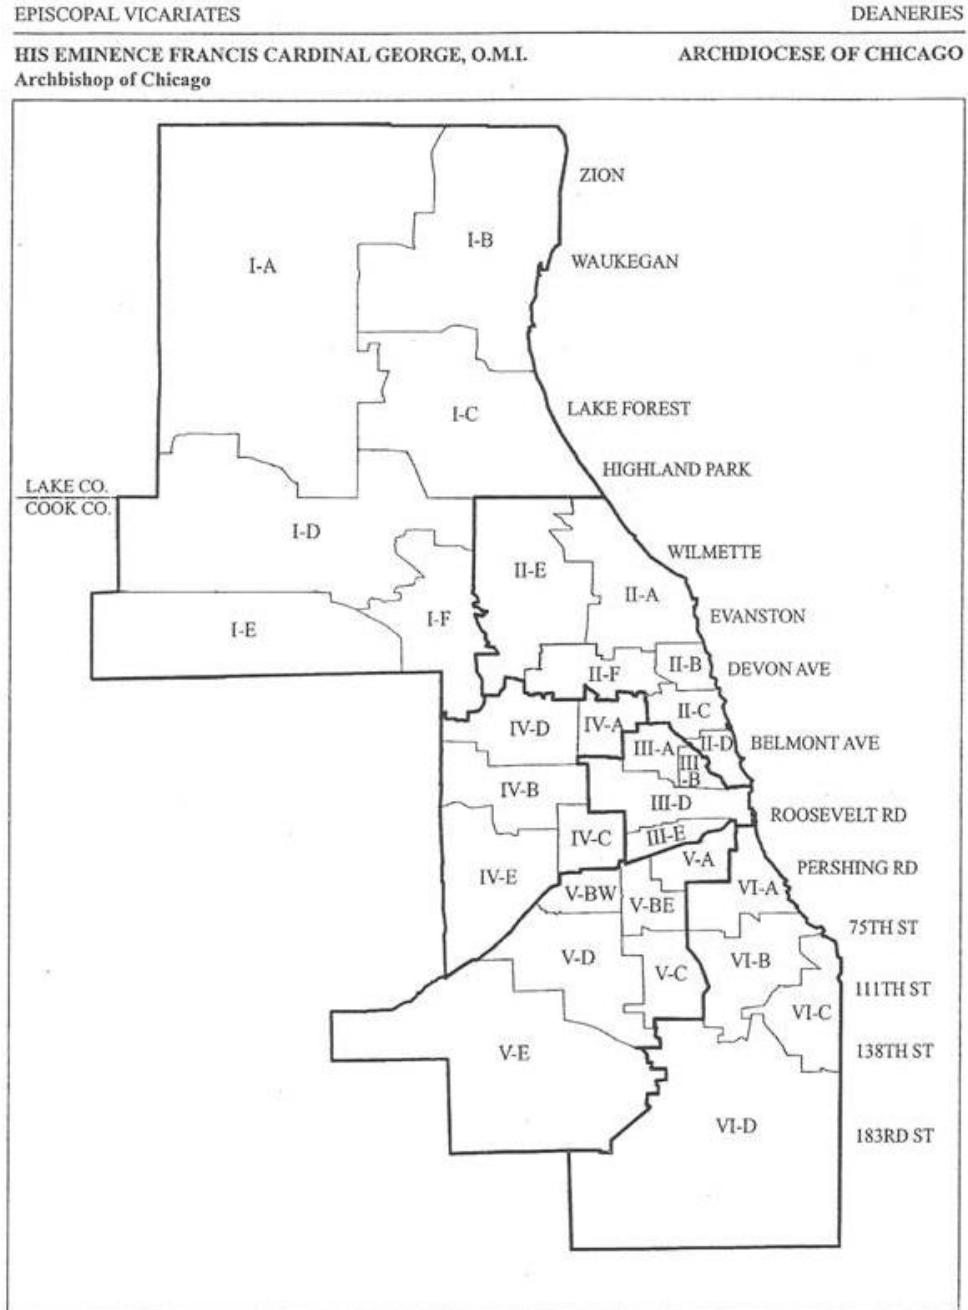 EPISCOPAL VICARIATES DEANERIES
HIS EMINENCE FRANCIS CARDINAL GEORGE, O.M.I. ARCHDIOCESE OF CHICAGO
Archbishop of Chicago
ZION
I-B
WAUKEGAN
I-A
LAKE FOREST
I-C
HIGHLAND PARK
LAKE CO.
COOK CO.
I-D
WILMETTE
II-E
II-A
EVANSTON
I-F
I-E
II-B
DEVON AVE
II-F
II-C
IV-D
IV-A
II-D
BELMONT AVE
III-A
III
-B
IV-B
III-D
ROOSEVELT RD
III-E
IV-C
V-A
PERSHING RD
IV-E
VI-A
V-BW
V-BE
75TH ST
V-D
VI-B
V-C
111TH ST
VI-C
V-E
138TH ST
VI-D
183RD ST